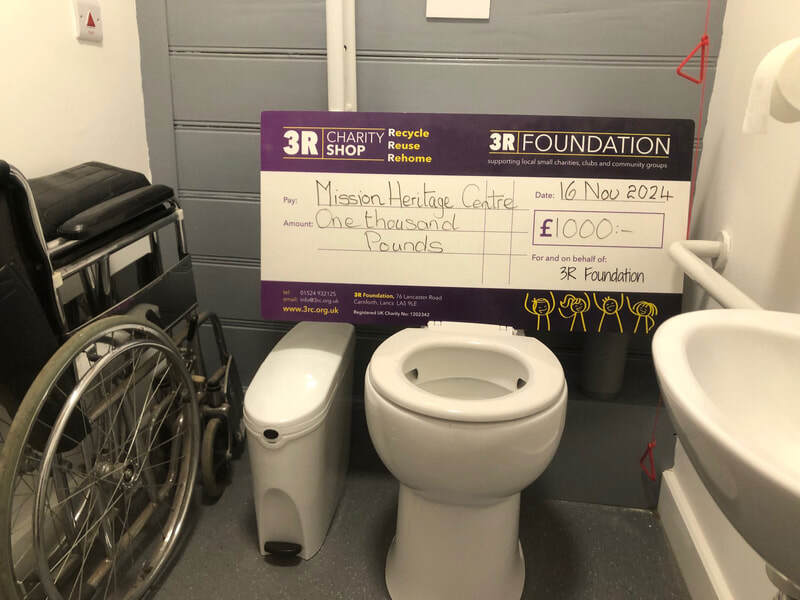 3R CHARITY SHOP
Recycle
Reuse
Rehome
3R FOUNDATION
supporting local small charities, clubs and community groups
Pay: Mission Heritage Centre
Date: 16 Nov 2024
Amount: One thousand
Pounds
£1000:-
For and on behalf of:
3R Foundation
tel 01524 932125
email: info@3rc.org.uk
www.3rc.org.uk
3R Foundation, 76 Lancaster Road
Carnforth, Lancs LA5 9LE
Registered UK Charity No: 1202342